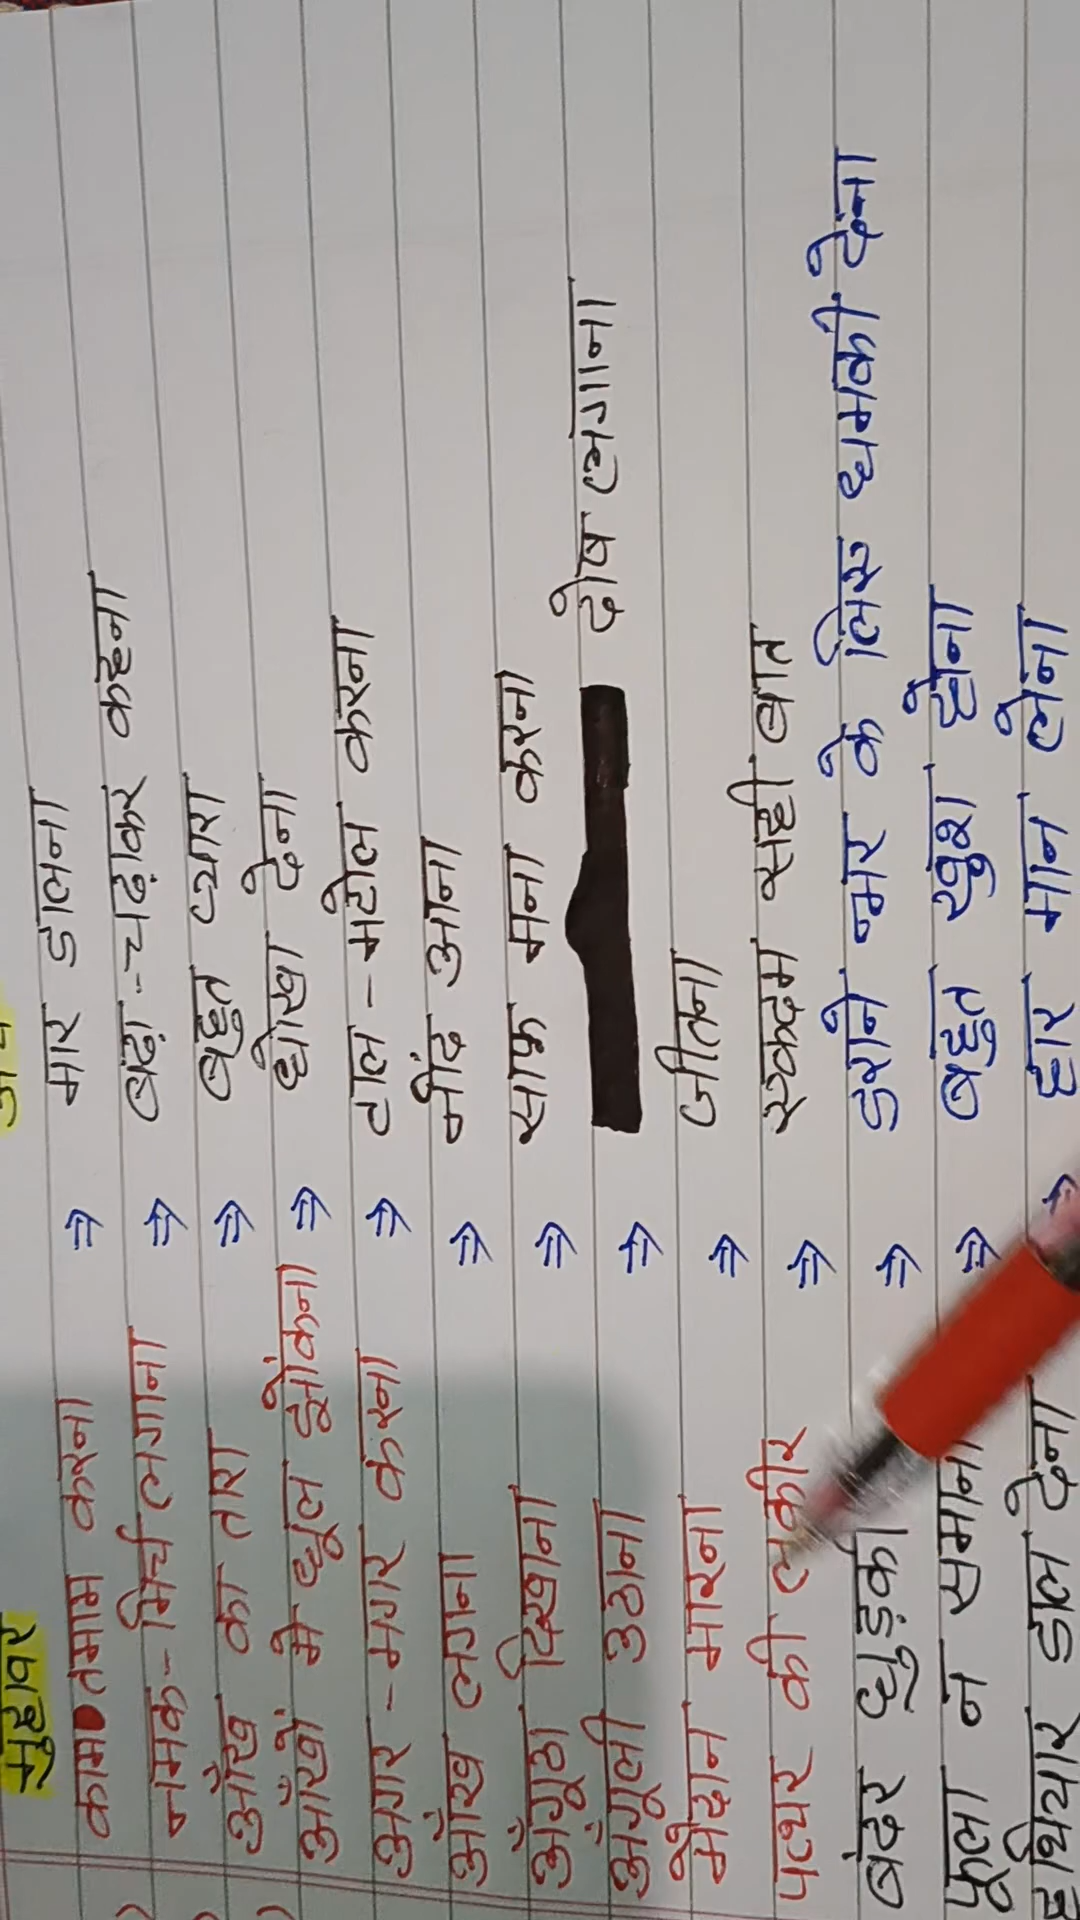 मुहावरे
काम तमाम करना ⇒ मार डालना
नमक-मिर्च लगाना ⇒ बढ़ा-चढ़ाकर कहना
आँख का तारा ⇒ बहुत प्यारा
आँखों में धूल झोंकना ⇒ धोखा देना
अगर-मगर करना ⇒ टाल-मटोल करना
आँख लगना ⇒ नींद आना
अँगूठा दिखाना ⇒ साफ मना करना
अँगूली उठाना ⇒ दोष लगाना
मैदान मारना ⇒ जीतना
पत्थर की लकीर ⇒ एकदम सही बात
बंदर घुड़की ⇒ डराने मार के लिए धमकी देना
फूला न समाना ⇒ बहुत खुश होना
हथियार डाल देना ⇒ हार मान लेना